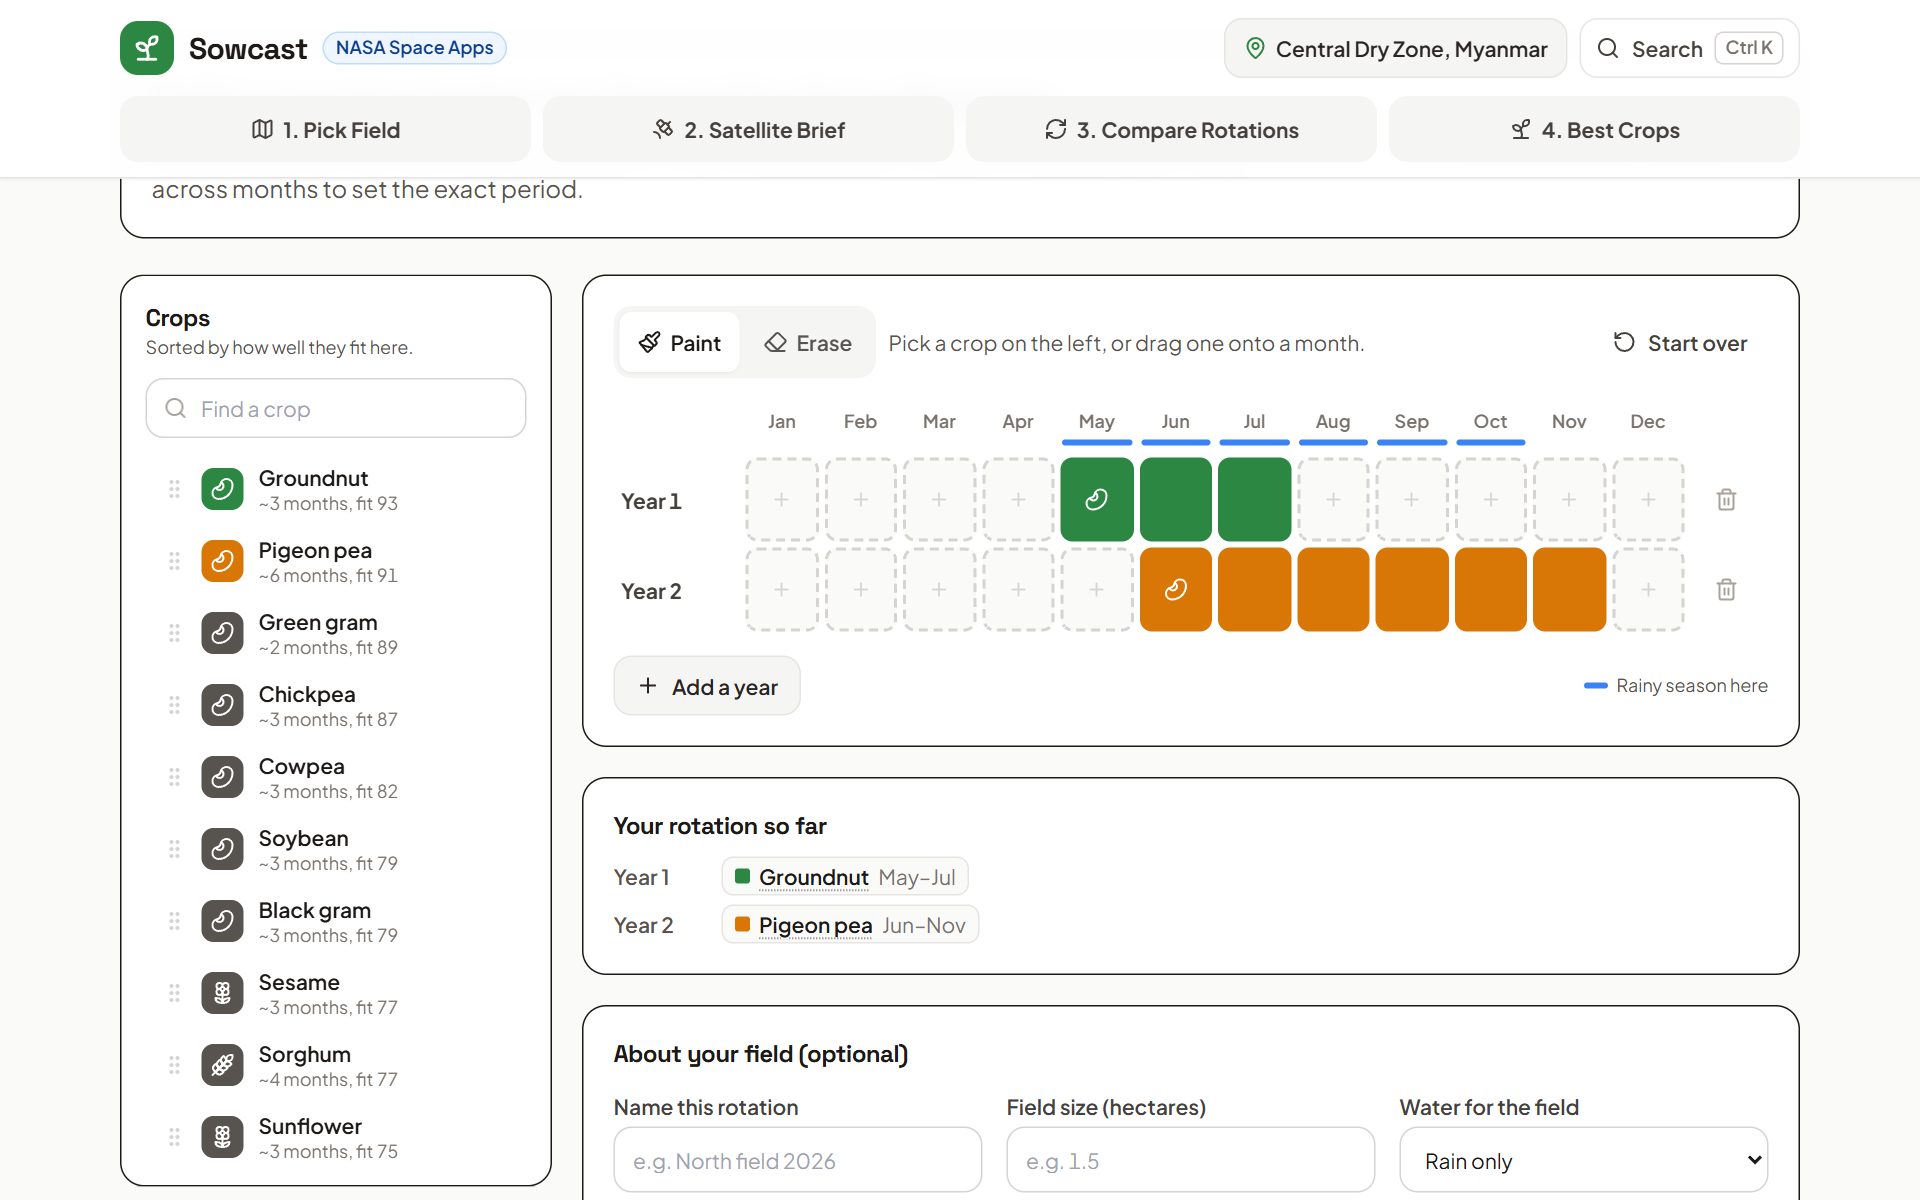 Sowcast
NASA Space Apps
Central Dry Zone, Myanmar
Search
Ctrl K
1. Pick Field
2. Satellite Brief
3. Compare Rotations
4. Best Crops
across months to set the exact period.
Crops
Sorted by how well they fit here.
Find a crop
Groundnut
~3 months, fit 93
Pigeon pea
~6 months, fit 91
Green gram
~2 months, fit 89
Chickpea
~3 months, fit 87
Cowpea
~3 months, fit 82
Soybean
~3 months, fit 79
Black gram
~3 months, fit 79
Sesame
~3 months, fit 77
Sorghum
~4 months, fit 77
Sunflower
~3 months, fit 75
Paint
Erase
Pick a crop on the left, or drag one onto a month.
Start over
Jan Feb Mar Apr May Jun Jul Aug Sep Oct Nov Dec
Year 1
Year 2
Add a year
Rainy season here
Your rotation so far
Year 1 Groundnut May–Jul
Year 2 Pigeon pea Jun–Nov
About your field (optional)
Name this rotation
e.g. North field 2026
Field size (hectares)
e.g. 1.5
Water for the field
Rain only